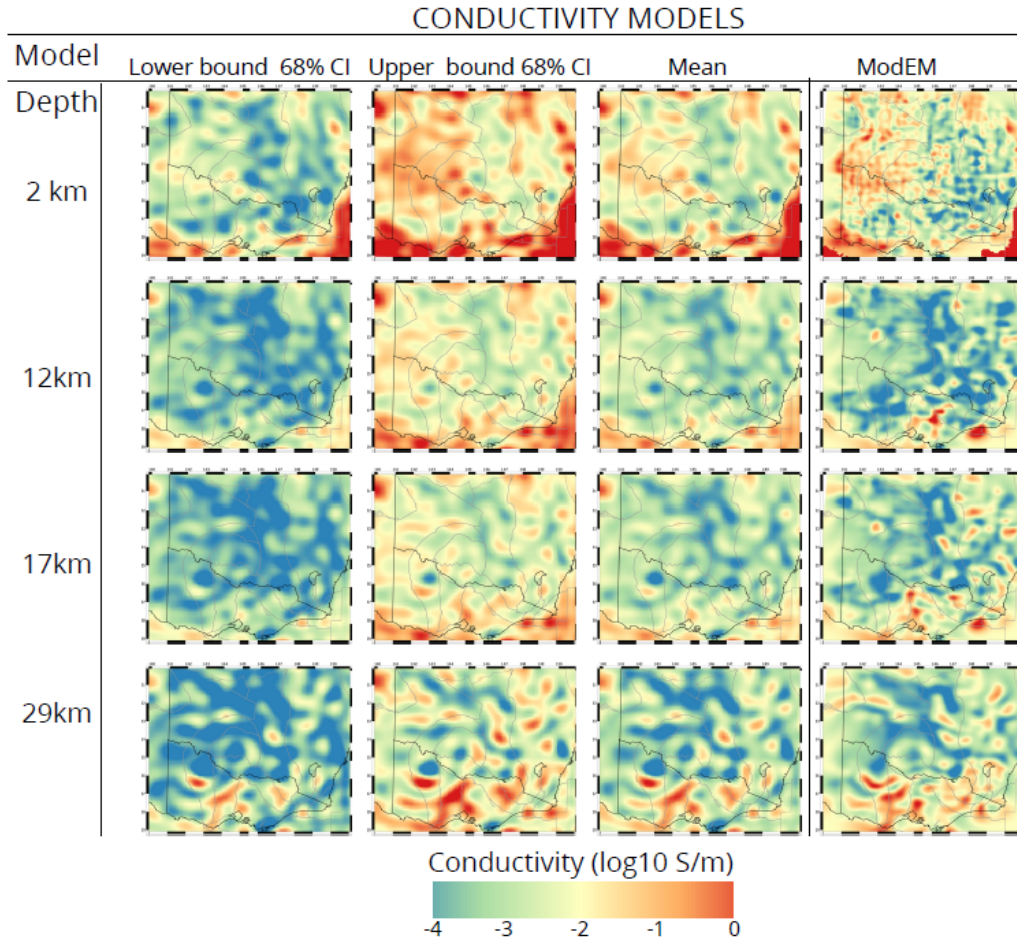 CONDUCTIVITY MODELS
Model
Lower bound 68% CI Upper bound 68% CI Mean ModEM
Depth
2 km
12km
17km
29km
Conductivity (log10 S/m)
-4 -3 -2 -1 0